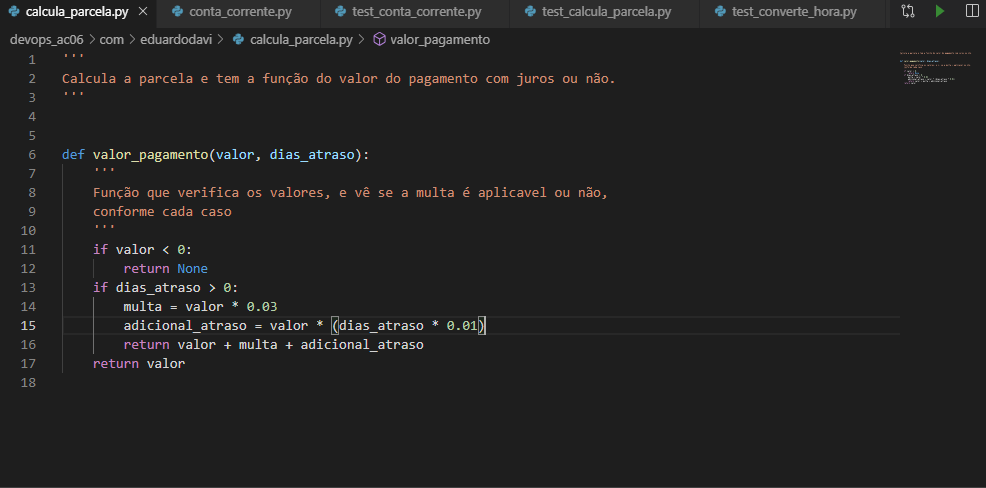 calcula_parcela.py
conta_corrente.py
test_conta_corrente.py
test_calcula_parcela.py
test_converte_hora.py
devops_ac06 > com > eduardodavi > calcula_parcela.py > valor_pagamento
1 '''
2 Calcula a parcela e tem a função do valor do pagamento com juros ou não.
3 '''
4
5
6 def valor_pagamento(valor, dias_atraso):
7     '''
8     Função que verifica os valores, e vê se a multa é aplicavel ou não,
9     conforme cada caso
10     '''
11     if valor < 0:
12         return None
13     if dias_atraso > 0:
14         multa = valor * 0.03
15         adicional_atraso = valor * (dias_atraso * 0.01)
16         return valor + multa + adicional_atraso
17     return valor
18